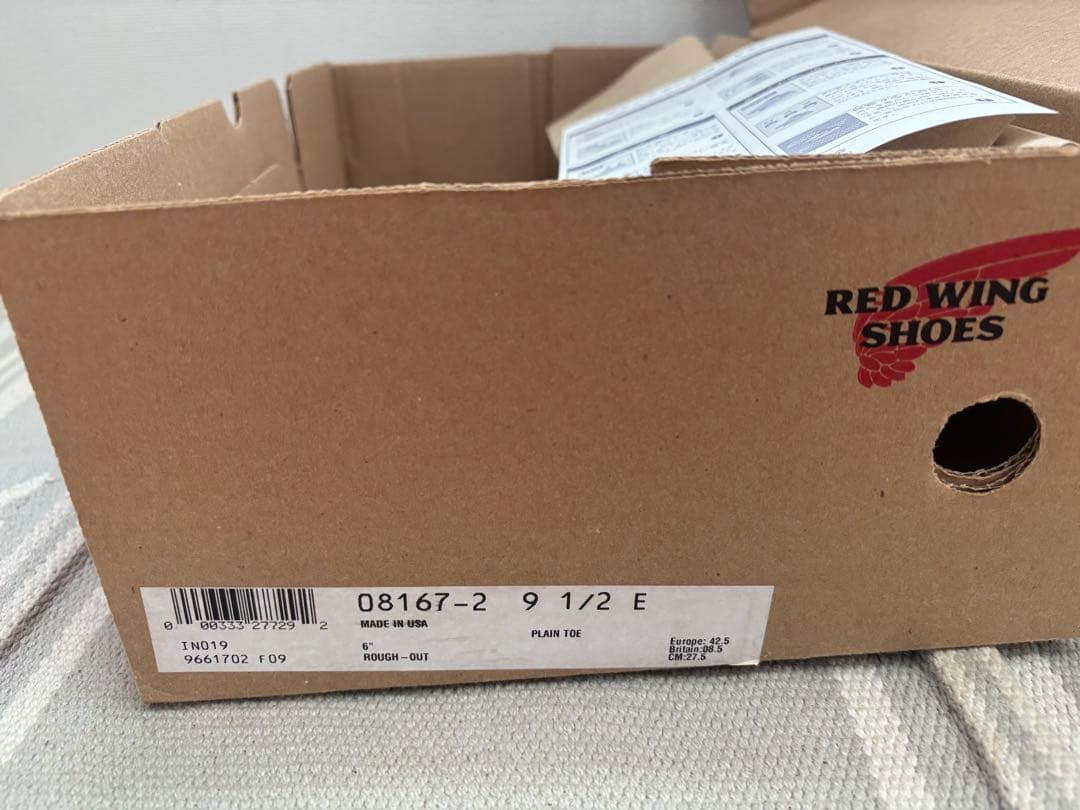 RED WING
SHOES
08167-2 9 1/2 E
0 00333 27729 2
MADE IN USA
PLAIN TOE
IN019
6"
9661702 F09
ROUGH-OUT
Europe: 42.5
Britain:08.5
CM:27.5